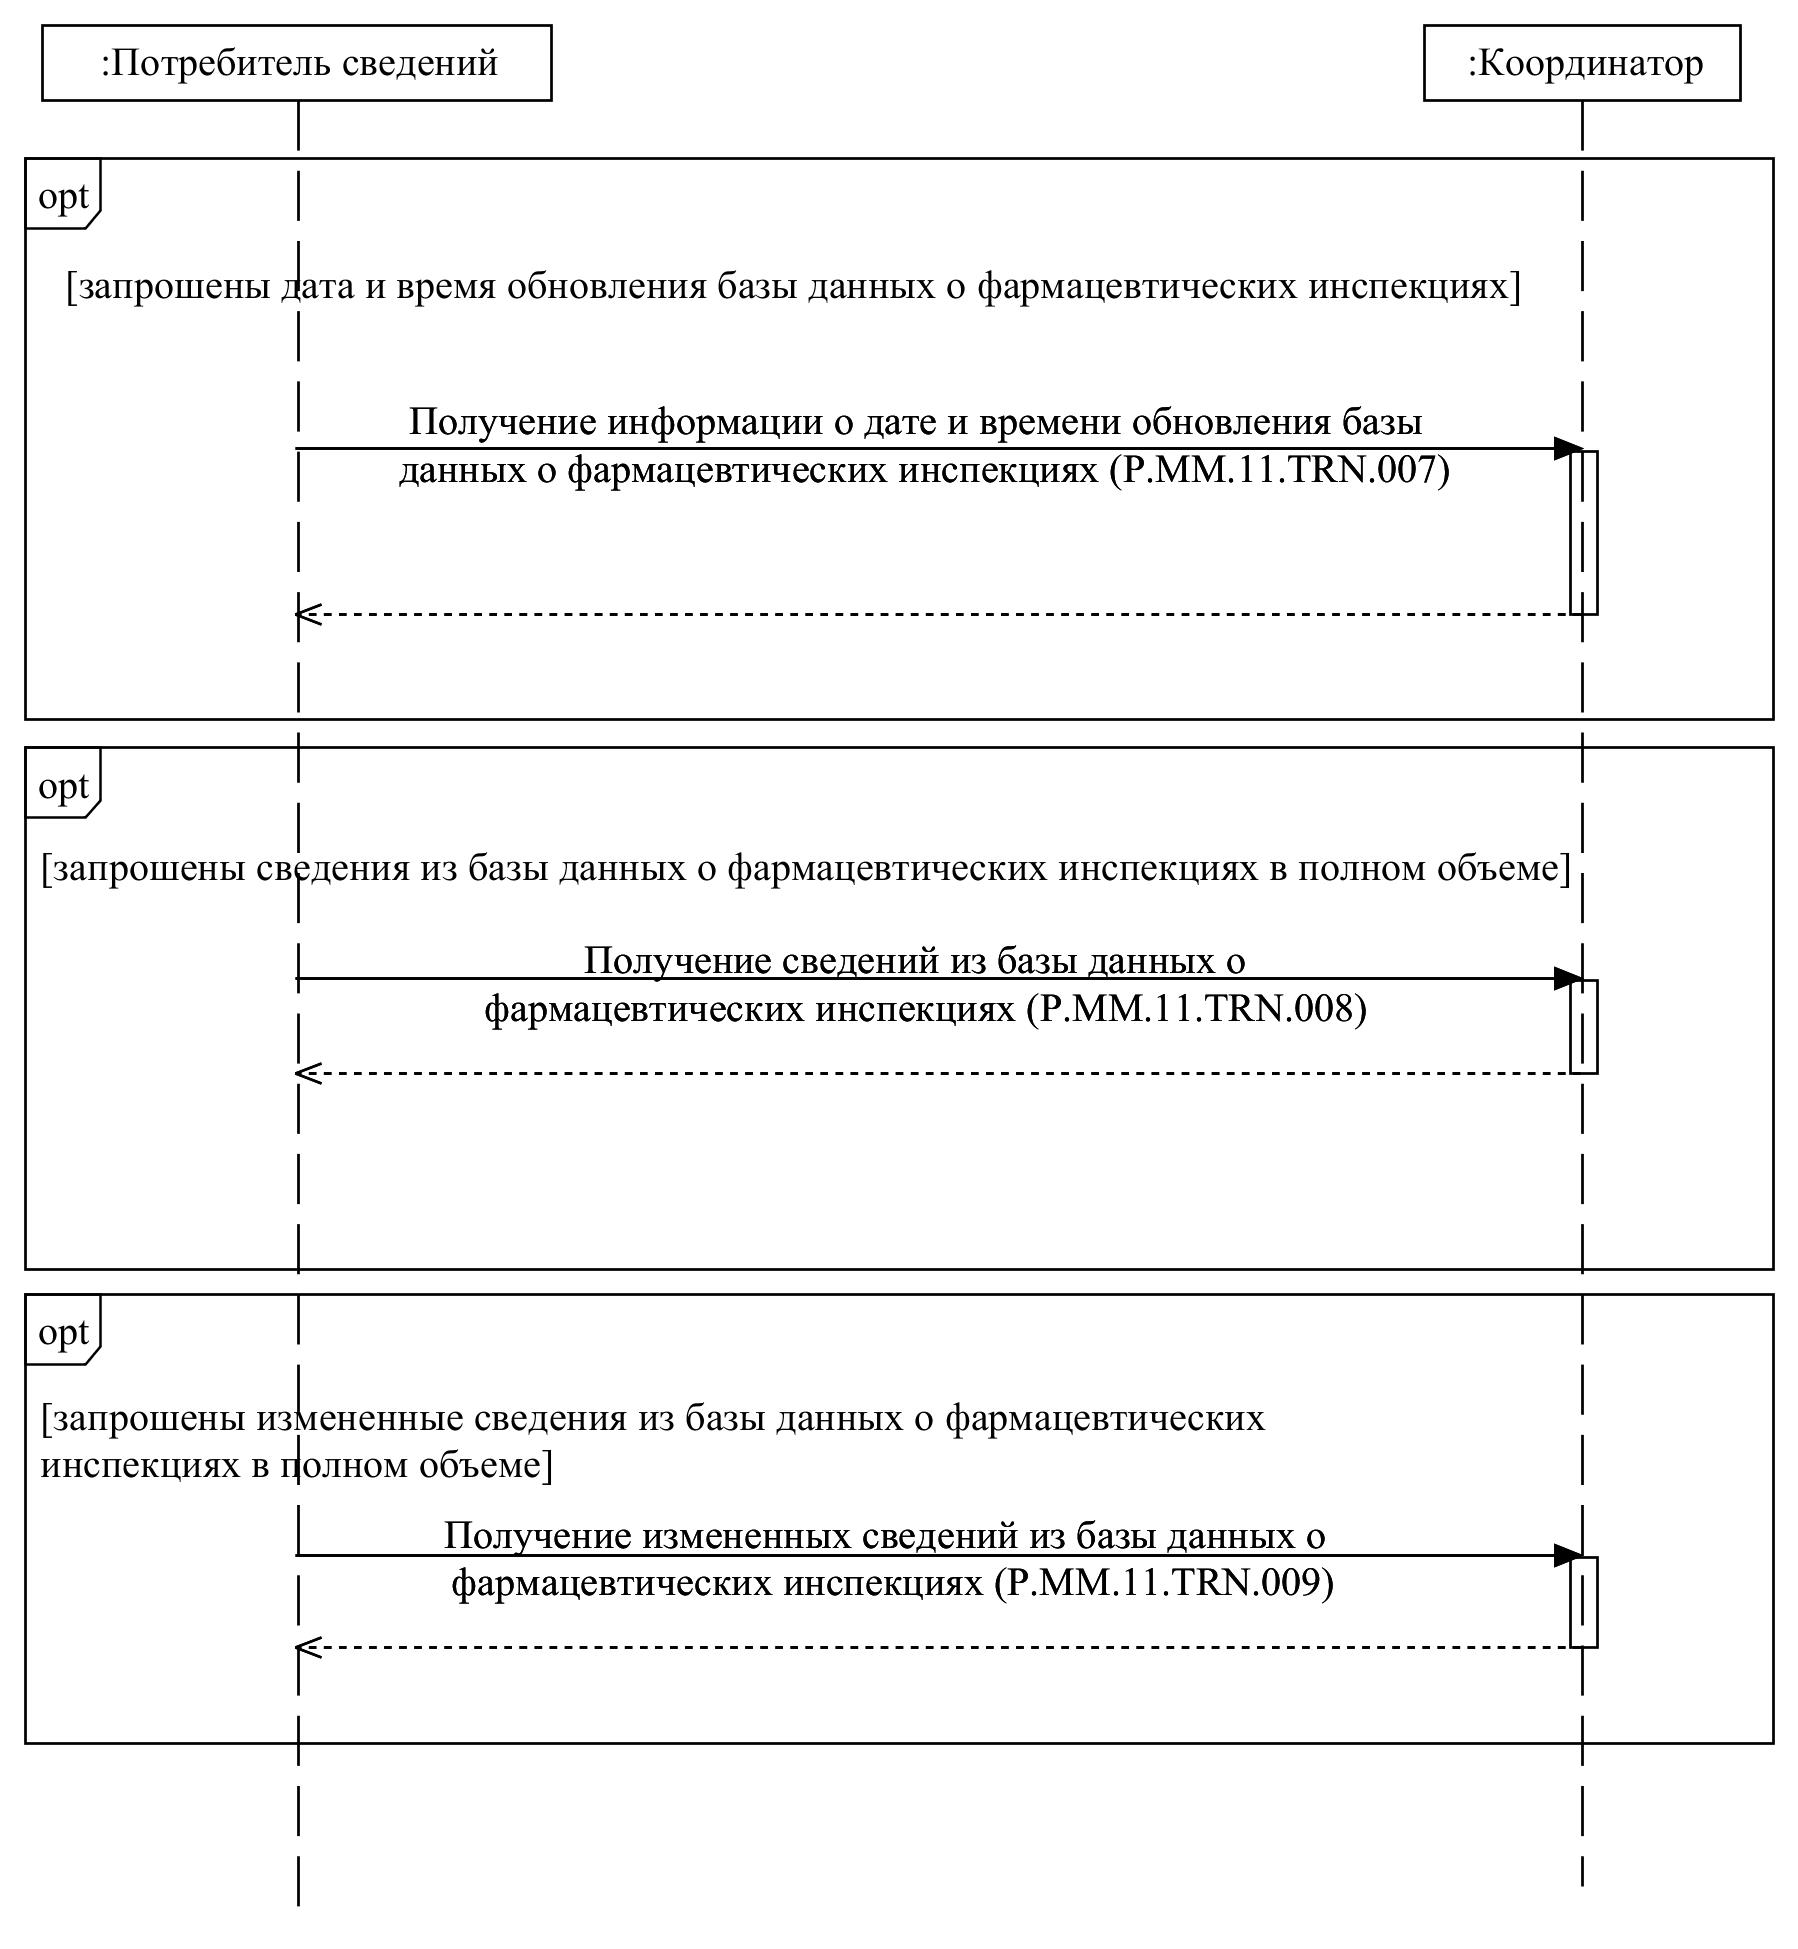 :Потребитель сведений
:Координатор
opt
[запрошены дата и время обновления базы данных о фармацевтических инспекциях]
Получение информации о дате и времени обновления базы
данных о фармацевтических инспекциях (P.MM.11.TRN.007)
opt
[запрошены сведения из базы данных о фармацевтических инспекциях в полном объеме]
Получение сведений из базы данных о
фармацевтических инспекциях (P.MM.11.TRN.008)
opt
[запрошены измененные сведения из базы данных о фармацевтических
инспекциях в полном объеме]
Получение измененных сведений из базы данных о
фармацевтических инспекциях (P.MM.11.TRN.009)